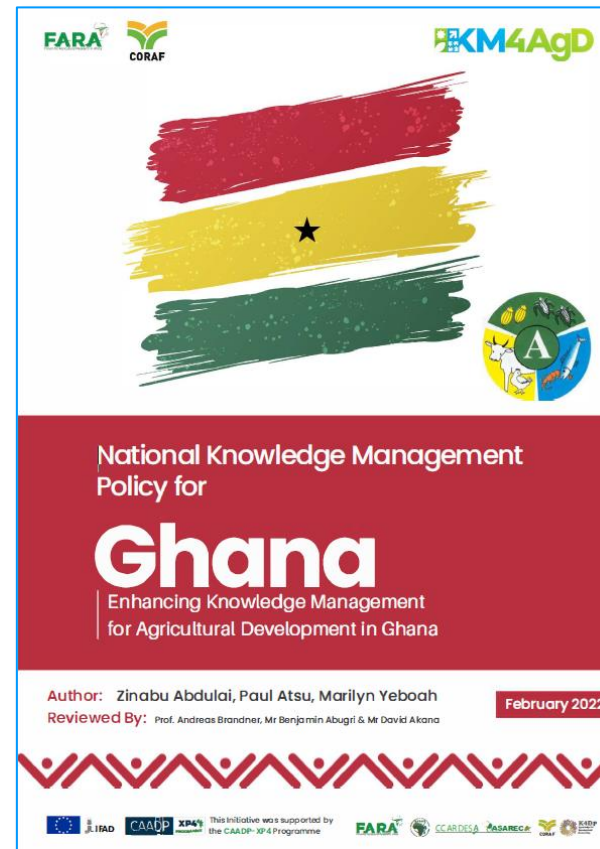 FARA
CORAF
KM4AgD
A
National Knowledge Management
Policy for
Ghana
Enhancing Knowledge Management
for Agricultural Development in Ghana
Author: Zinabu Abdulai, Paul Atsu, Marilyn Yeboah
Reviewed By: Prof. Andreas Brandner, Mr Benjamin Abugri & Mr David Akana
February 2022
JLIFAD
CAADP XP4
This Initiative was supported by
the CAADP-XP4 Programme
FARA
CCARDESA
ASARECA
CORAF
K4DP